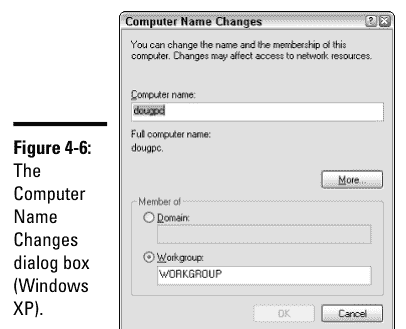 Computer Name Changes
You can change the name and the membership of this
computer. Changes may affect access to network resources.
Computer name:
dougpc
Full computer name:
dougpc.
More...
Member of
Domain:
Workgroup:
WORKGROUP
OK
Cancel
Figure 4-6:
The
Computer
Name
Changes
dialog box
(Windows
XP).